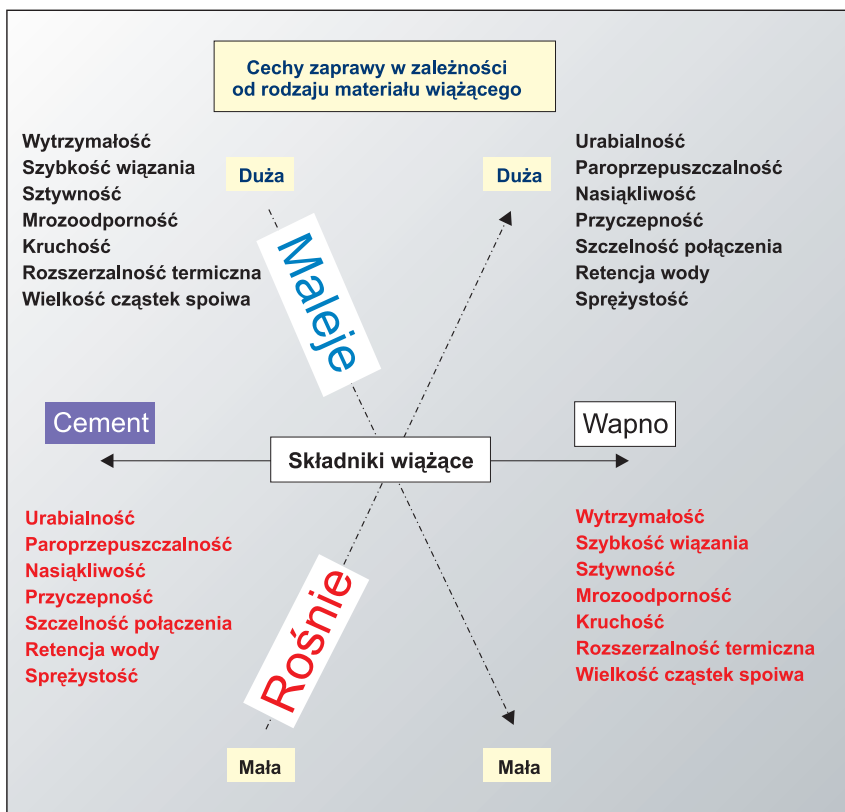 Cechy zaprawy w zależności
od rodzaju materiału wiążącego
Wytrzymałość
Szybkość wiązania
Sztywność
Mrozoodporność
Kruchość
Rozszerzalność termiczna
Wielkość cząstek spoiwa
Duża
Duża
Urabialność
Paroprzepuszczalność
Nasiąkliwość
Przyczepność
Szczelność połączenia
Retencja wody
Sprężystość
Maleje
Cement
Składniki wiążące
Wapno
Urabialność
Paroprzepuszczalność
Nasiąkliwość
Przyczepność
Szczelność połączenia
Retencja wody
Sprężystość
Rośnie
Wytrzymałość
Szybkość wiązania
Sztywność
Mrozoodporność
Kruchość
Rozszerzalność termiczna
Wielkość cząstek spoiwa
Mała
Mała